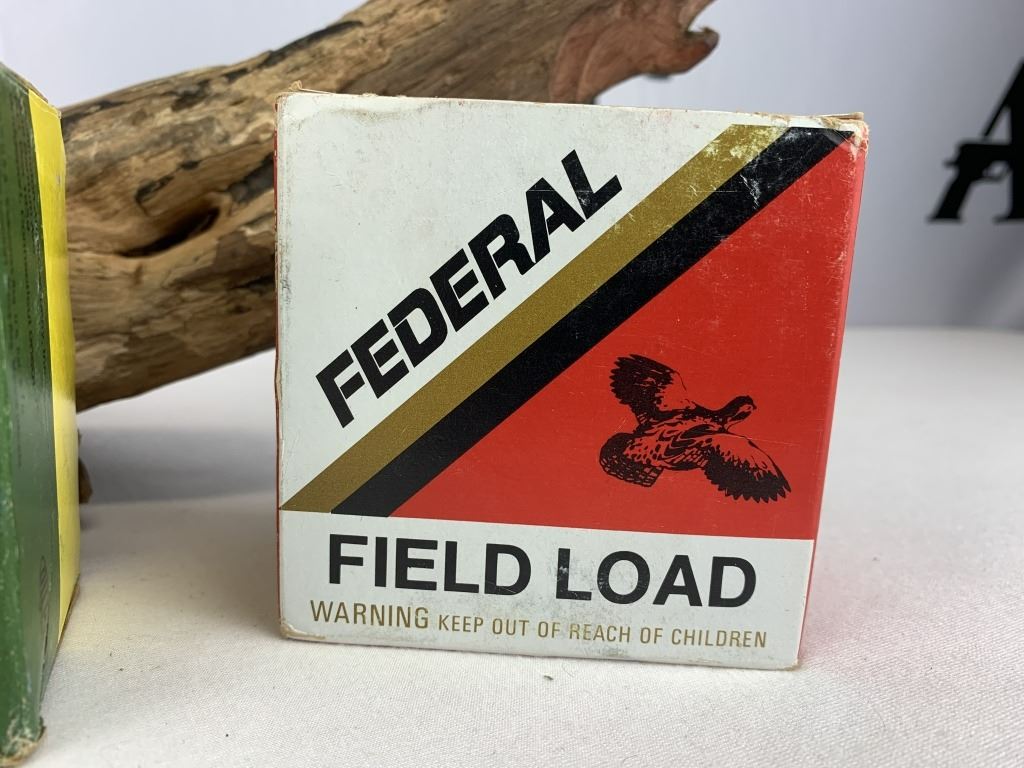 FEDERAL
FIELD LOAD
WARNING KEEP OUT OF REACH OF CHILDREN